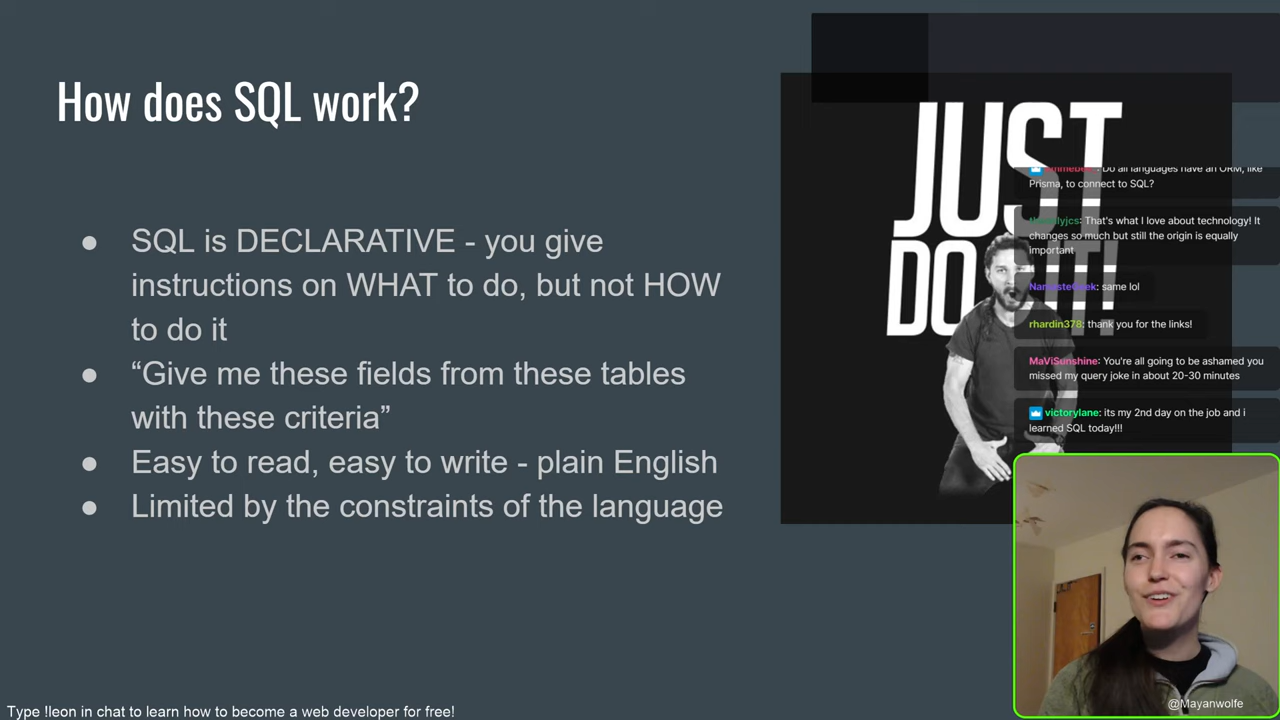 How does SQL work?
● SQL is DECLARATIVE - you give
instructions on WHAT to do, but not HOW
to do it
● “Give me these fields from these tables
with these criteria”
● Easy to read, easy to write - plain English
● Limited by the constraints of the language
JUST
DO IT!
Do all languages have an ORM, like
Prisma, to connect to SQL?
That's what I love about technology! It
changes so much but still the origin is equally
important
NamasteGeek: same lol
rhardin378: thank you for the links!
MaViSunshine: You're all going to be ashamed you
missed my query joke in about 20-30 minutes
victorylane: its my 2nd day on the job and i
learned SQL today!!!
@Mayanwolfe
Type !leon in chat to learn how to become a web developer for free!